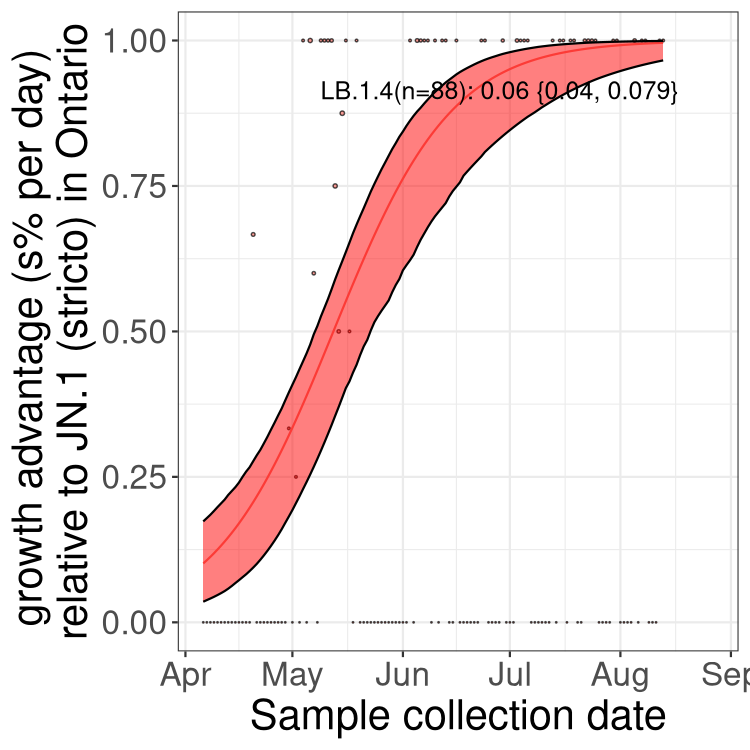 growth advantage (s% per day)
relative to JN.1 (stricto) in Ontario
1.00
0.75
0.50
0.25
0.00
LB.1.4(n=88): 0.06 {0.04, 0.079}
Apr May Jun Jul Aug Sep
Sample collection date